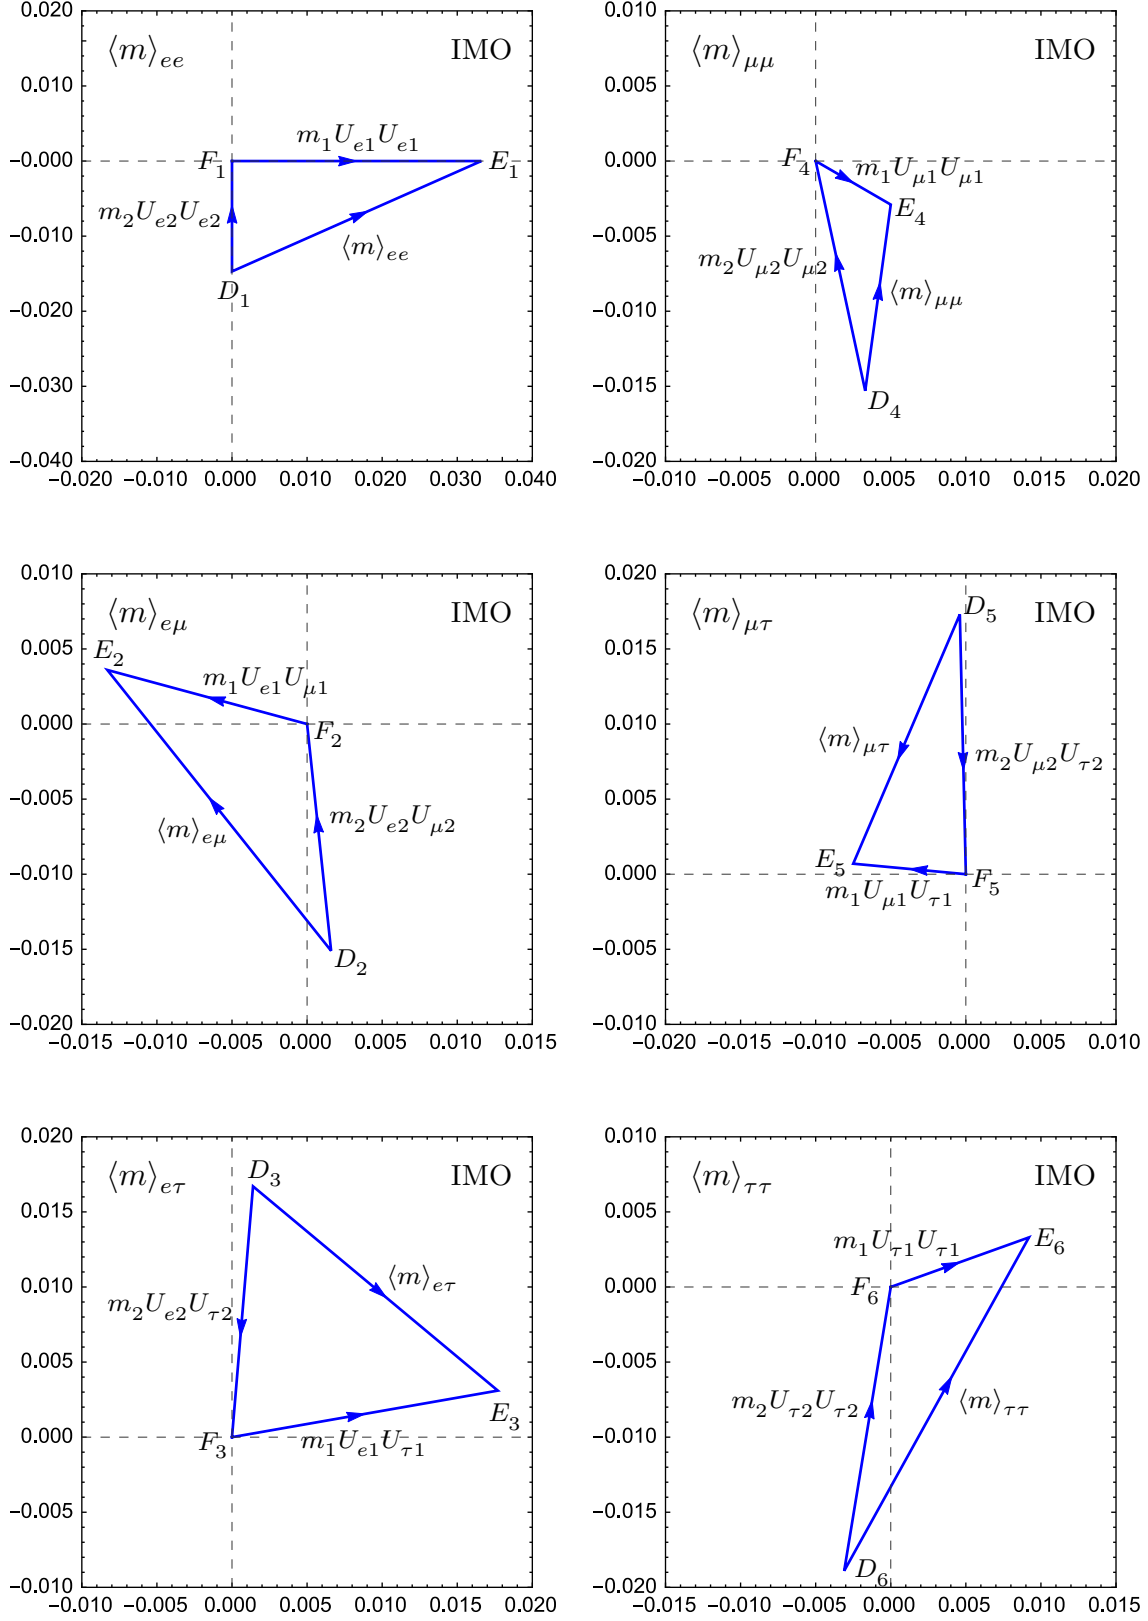 0.020
⟨m⟩ee IMO
0.010
m1Ue1Ue1
−0.000 F1 E1
m2Ue2Ue2
−0.010
⟨m⟩ee
D1
−0.020
−0.030
−0.040
−0.020 −0.010 0.000 0.010 0.020 0.030 0.040
0.010
⟨m⟩μμ IMO
0.005
0.000 F4 m1Uμ1Uμ1
E4
−0.005
m2Uμ2Uμ2
⟨m⟩μμ
−0.010
−0.015
D4
−0.020
−0.010 −0.005 0.000 0.005 0.010 0.015 0.020
0.010
⟨m⟩eμ IMO
0.005 E2
m1Ue1Uμ1
0.000 F2
−0.005
m2Ue2Uμ2
⟨m⟩eμ
−0.010
−0.015 D2
−0.020
−0.015 −0.010 −0.005 0.000 0.005 0.010 0.015
0.020
⟨m⟩μτ D5 IMO
0.015
0.010
⟨m⟩μτ m2Uμ2Uτ2
0.005
E5
0.000 F5
m1Uμ1Uτ1
−0.005
−0.010
−0.020 −0.015 −0.010 −0.005 0.000 0.005 0.010
0.020
⟨m⟩eτ D3 IMO
0.015
0.010 ⟨m⟩eτ
m2Ue2Uτ2
0.005
E3
0.000 F3 m1Ue1Uτ1
−0.005
−0.010
−0.020 −0.010 0.000 0.010 0.020
0.010
⟨m⟩ττ IMO
0.005
m1Uτ1Uτ1 E6
0.000 F6
−0.005
m2Uτ2Uτ2 ⟨m⟩ττ
−0.010
−0.015
D6
−0.020
−0.015 −0.010 −0.005 0.000 0.005 0.010 0.015